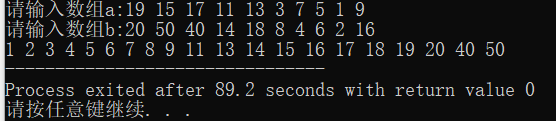 请输入数组a:19 15 17 11 13 3 7 5 1 9
请输入数组b:20 50 40 14 18 8 4 6 2 16
1 2 3 4 5 6 7 8 9 11 13 14 15 16 17 18 19 20 40 50
--------------------------------
Process exited after 89.2 seconds with return value 0
请按任意键继续. . .